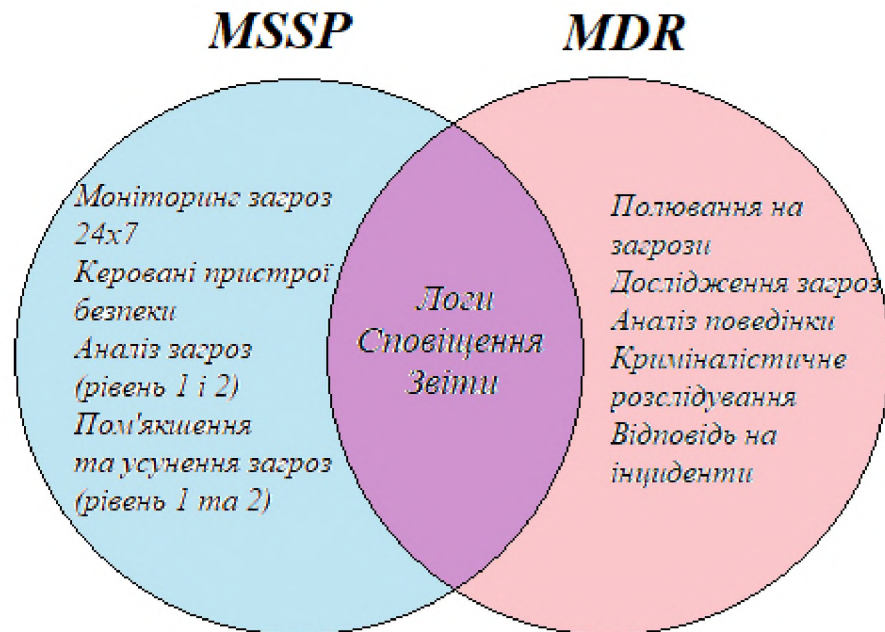 MSSP
MDR
Моніторинг загроз
24x7
Керовані пристрої
безпеки
Аналіз загроз
(рівень 1 і 2)
Пом'якшення
та усунення загроз
(рівень 1 та 2)
Логи
Сповіщення
Звіти
Полювання на
загрози
Дослідження загроз
Аналіз поведінки
Криміналістичне
розслідування
Відповідь на
інциденти